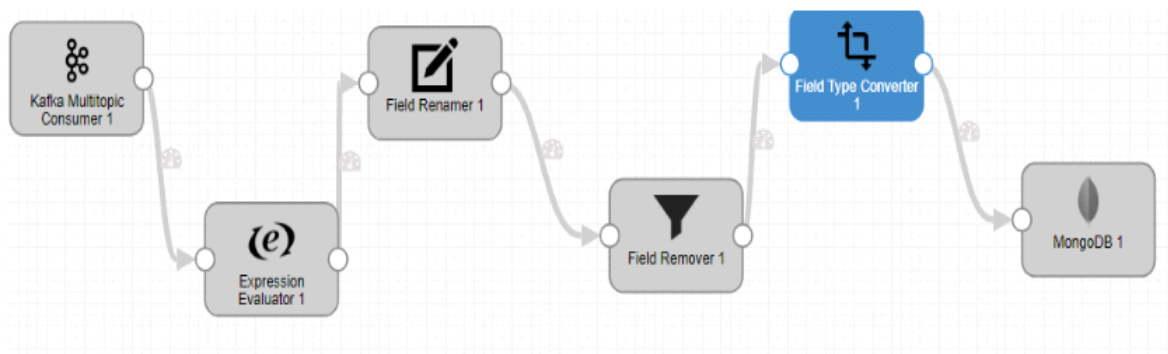 Kafka Multitopic
Consumer 1
Expression
Evaluator 1
Field Renamer 1
Field Remover 1
Field Type Converter
1
MongoDB 1